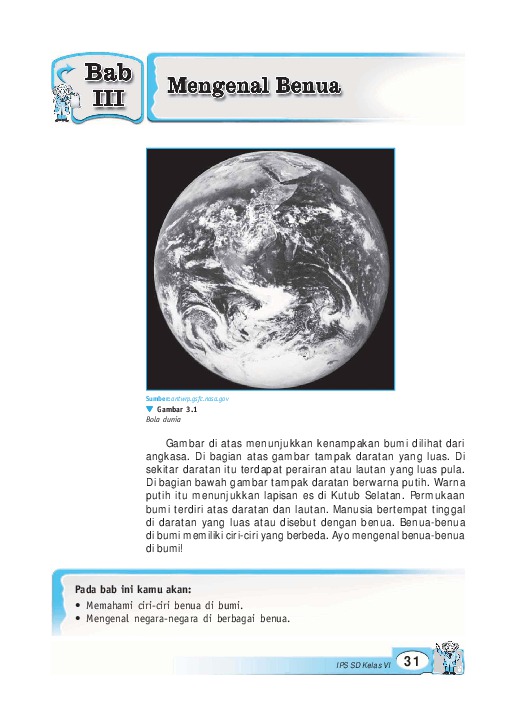 Bab
III
Mengenal Benua
Sumber:antwrp.gsfc.nasa.gov
Gambar 3.1
Bola dunia
Gambar di atas menunjukkan kenampakan bumi dilihat dari
angkasa. Di bagian atas gambar tampak daratan yang luas. Di
sekitar daratan itu terdapat perairan atau lautan yang luas pula.
Di bagian bawah gambar tampak daratan berwarna putih. Warna
putih itu menunjukkan lapisan es di Kutub Selatan. Permukaan
bumi terdiri atas daratan dan lautan. Manusia bertempat tinggal
di daratan yang luas atau disebut dengan benua. Benua-benua
di bumi memiliki ciri-ciri yang berbeda. Ayo mengenal benua-benua
di bumi!
Pada bab ini kamu akan:
• Memahami ciri-ciri benua di bumi.
• Mengenal negara-negara di berbagai benua.
IPS SD Kelas VI 31